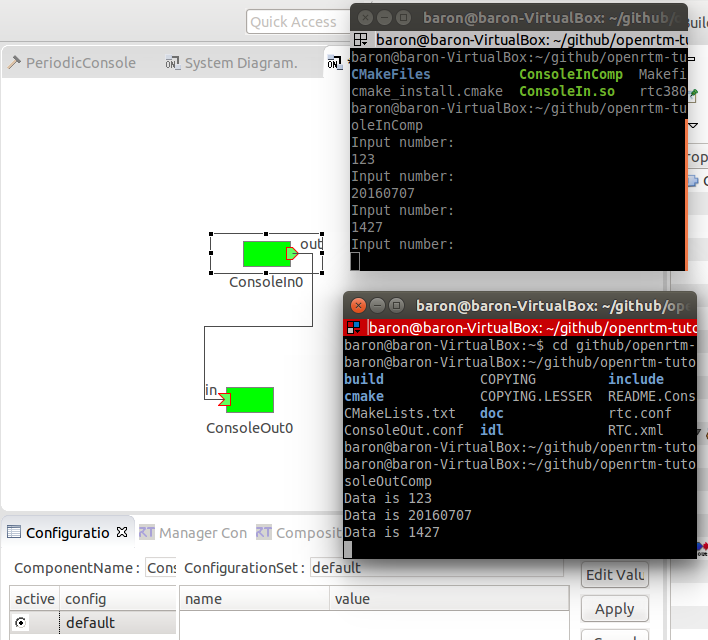 Quick Access
PeriodicConsole
System Diagram.
out
ConsoleIn0
in
ConsoleOut0
baron@baron-VirtualBox: ~/github/
baron@baron-VirtualBox: ~/github/openrtm-tu
baron@baron-VirtualBox:~/github/openrtm-tu
CMakeFiles ConsoleInComp Makefi
cmake_install.cmake ConsoleIn.so rtc380
baron@baron-VirtualBox:~/github/openrtm-tu
oleInComp
Input number:
123
Input number:
20160707
Input number:
1427
Input number:
baron@baron-VirtualBox: ~/github/op
baron@baron-VirtualBox: ~/github/openrtm-tuto
baron@baron-VirtualBox:~$ cd github/openrtm-
baron@baron-VirtualBox:~/github/openrtm-tuto
build COPYING include
cmake COPYING.LESSER README.Cons
CMakeLists.txt doc rtc.conf
ConsoleOut.conf idl RTC.xml
baron@baron-VirtualBox:~/github/openrtm-tuto
baron@baron-VirtualBox:~/github/openrtm-tuto
soleOutComp
Data is 123
Data is 20160707
Data is 1427
Configuratio
Manager Con
Composit
ComponentName : Cons ConfigurationSet : default
active config name value
default
Edit Valu
Apply